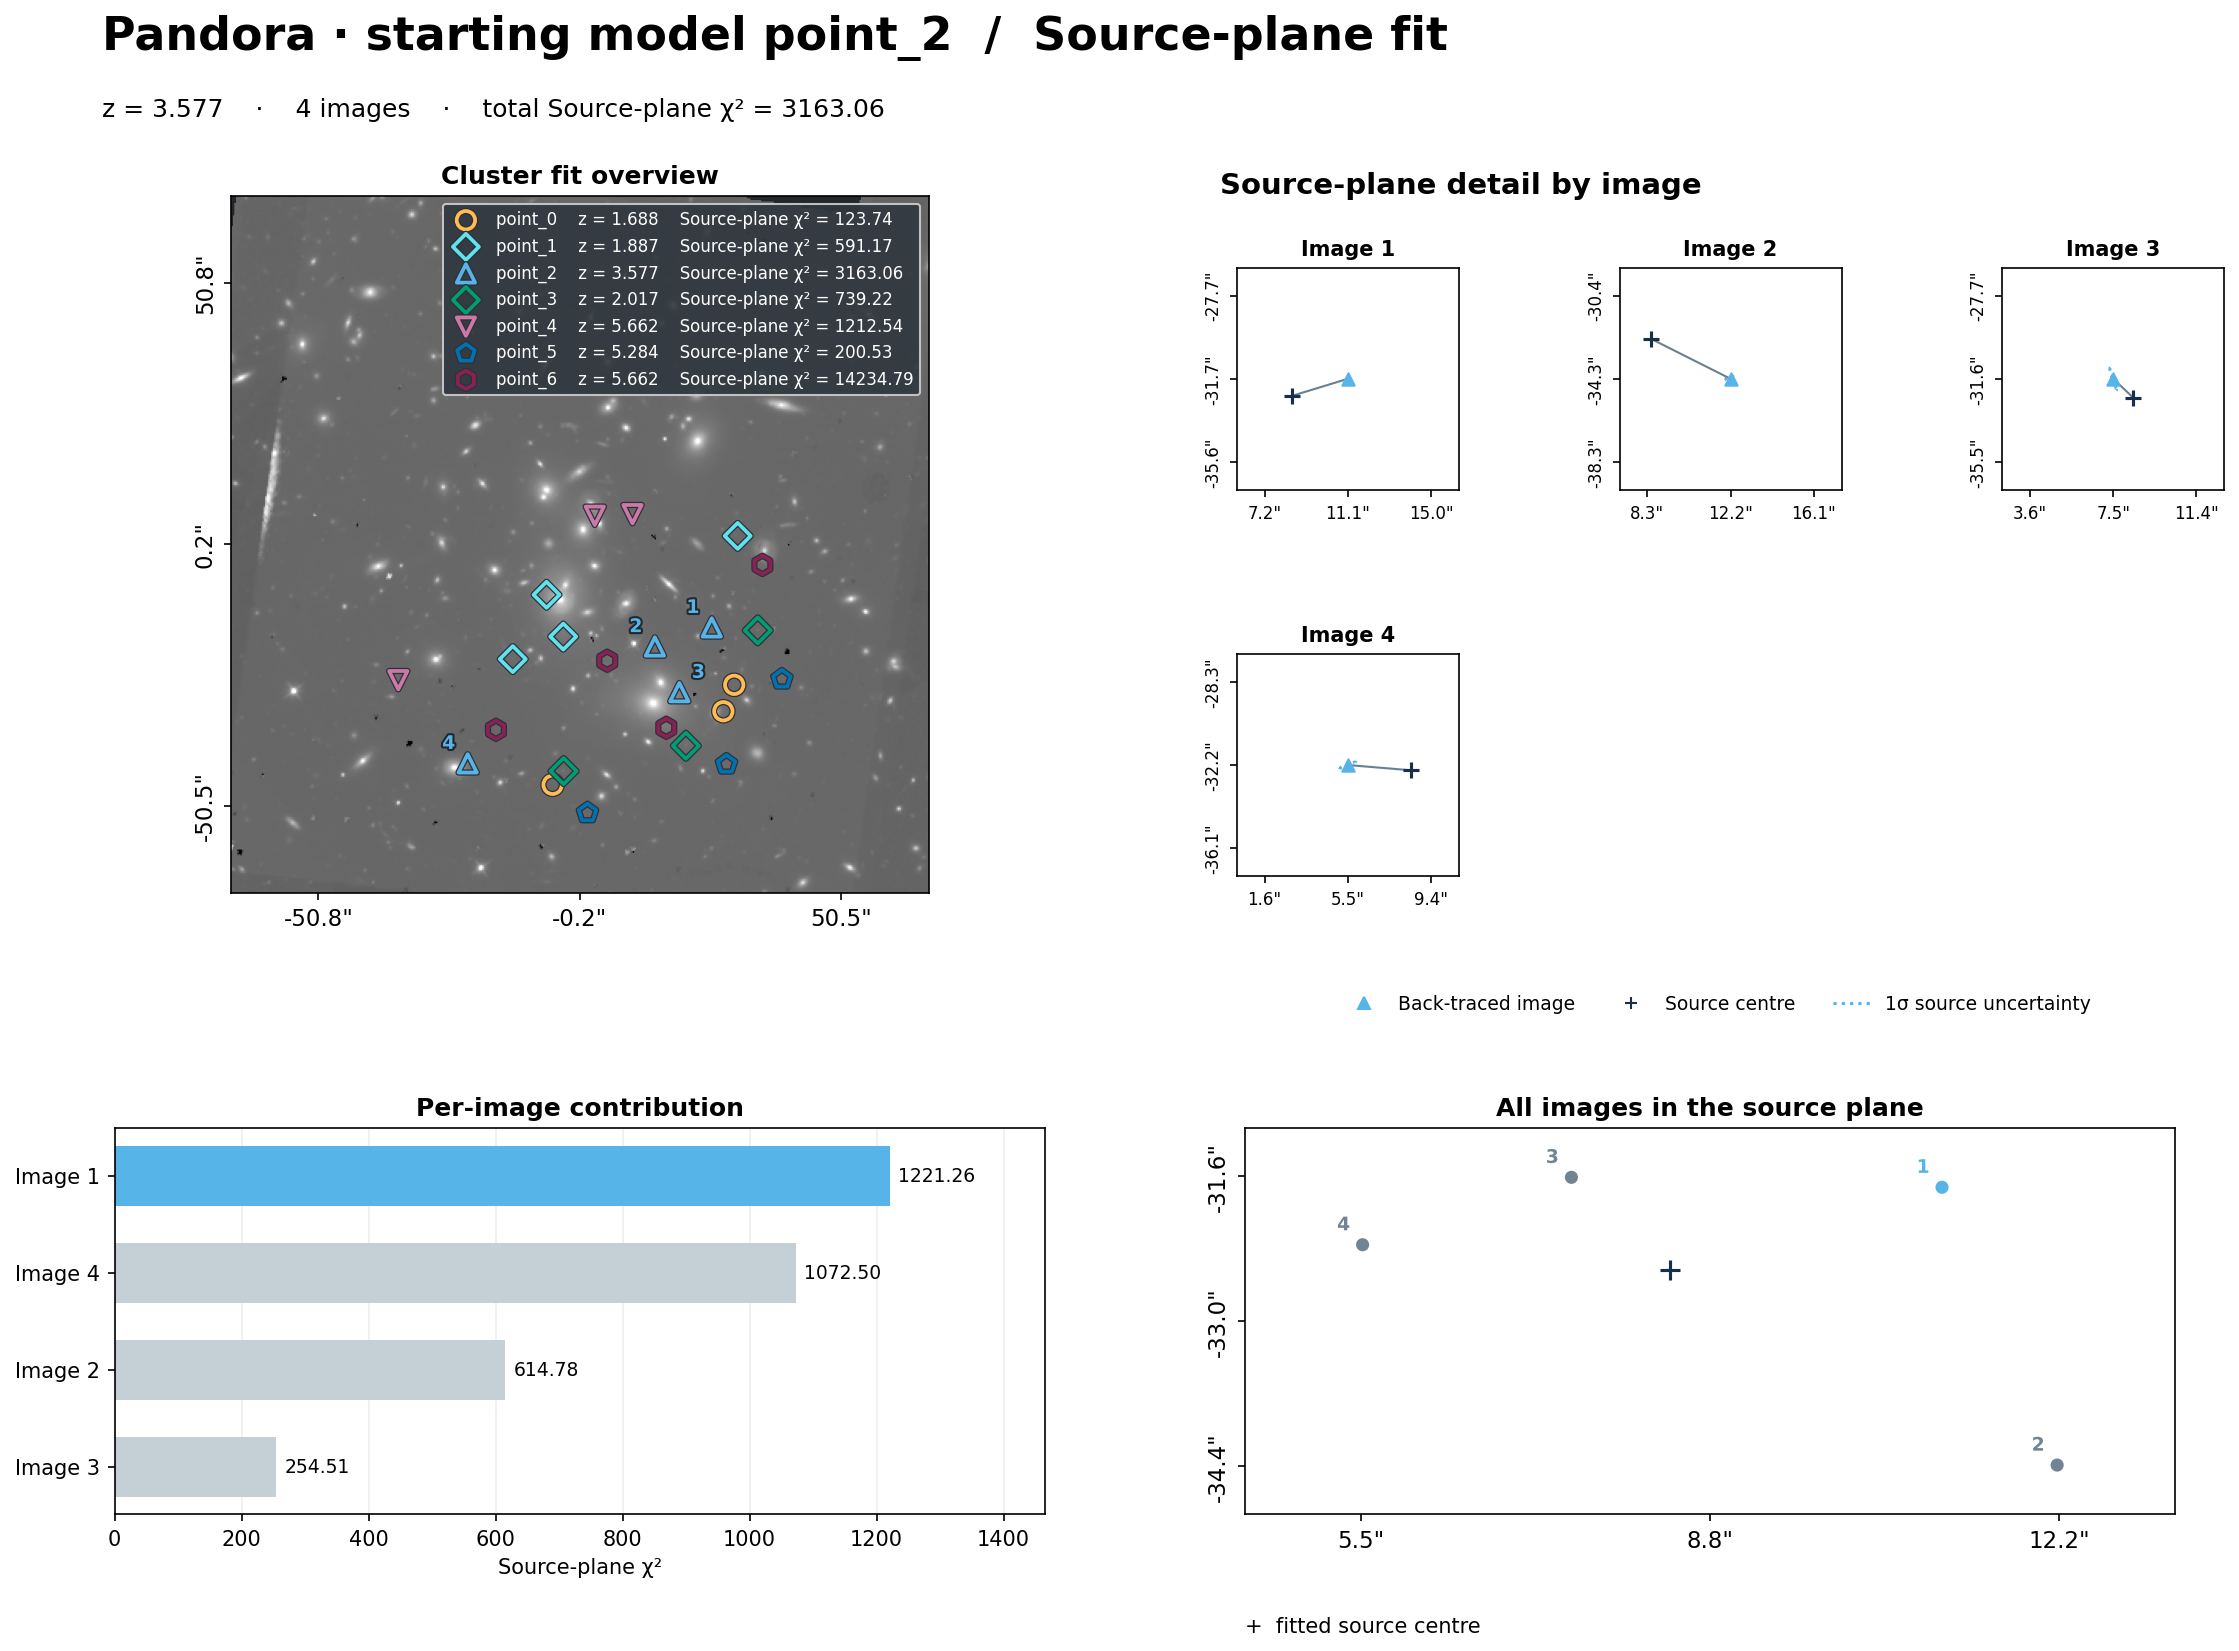 Pandora · starting model point_2 / Source-plane fit
z = 3.577 · 4 images · total Source-plane χ² = 3163.06
Cluster fit overview
point_0 z = 1.688 Source-plane χ² = 123.74
point_1 z = 1.887 Source-plane χ² = 591.17
point_2 z = 3.577 Source-plane χ² = 3163.06
point_3 z = 2.017 Source-plane χ² = 739.22
point_4 z = 5.662 Source-plane χ² = 1212.54
point_5 z = 5.284 Source-plane χ² = 200.53
point_6 z = 5.662 Source-plane χ² = 14234.79
50.8"
0.2"
-50.5"
1
2
3
4
-50.8" -0.2" 50.5"
Source-plane detail by image
Image 1
-27.7"
-31.7"
-35.6"
7.2" 11.1" 15.0"
Image 2
-30.4"
-34.3"
-38.3"
8.3" 12.2" 16.1"
Image 3
-27.7"
-31.6"
-35.5"
3.6" 7.5" 11.4"
Image 4
-28.3"
-32.2"
-36.1"
1.6" 5.5" 9.4"
Back-traced image + Source centre 1σ source uncertainty
Per-image contribution
Image 1 1221.26
Image 4 1072.50
Image 2 614.78
Image 3 254.51
0 200 400 600 800 1000 1200 1400
Source-plane χ²
All images in the source plane
-31.6"
-33.0"
-34.4"
3
1
4
2
5.5" 8.8" 12.2"
+ fitted source centre